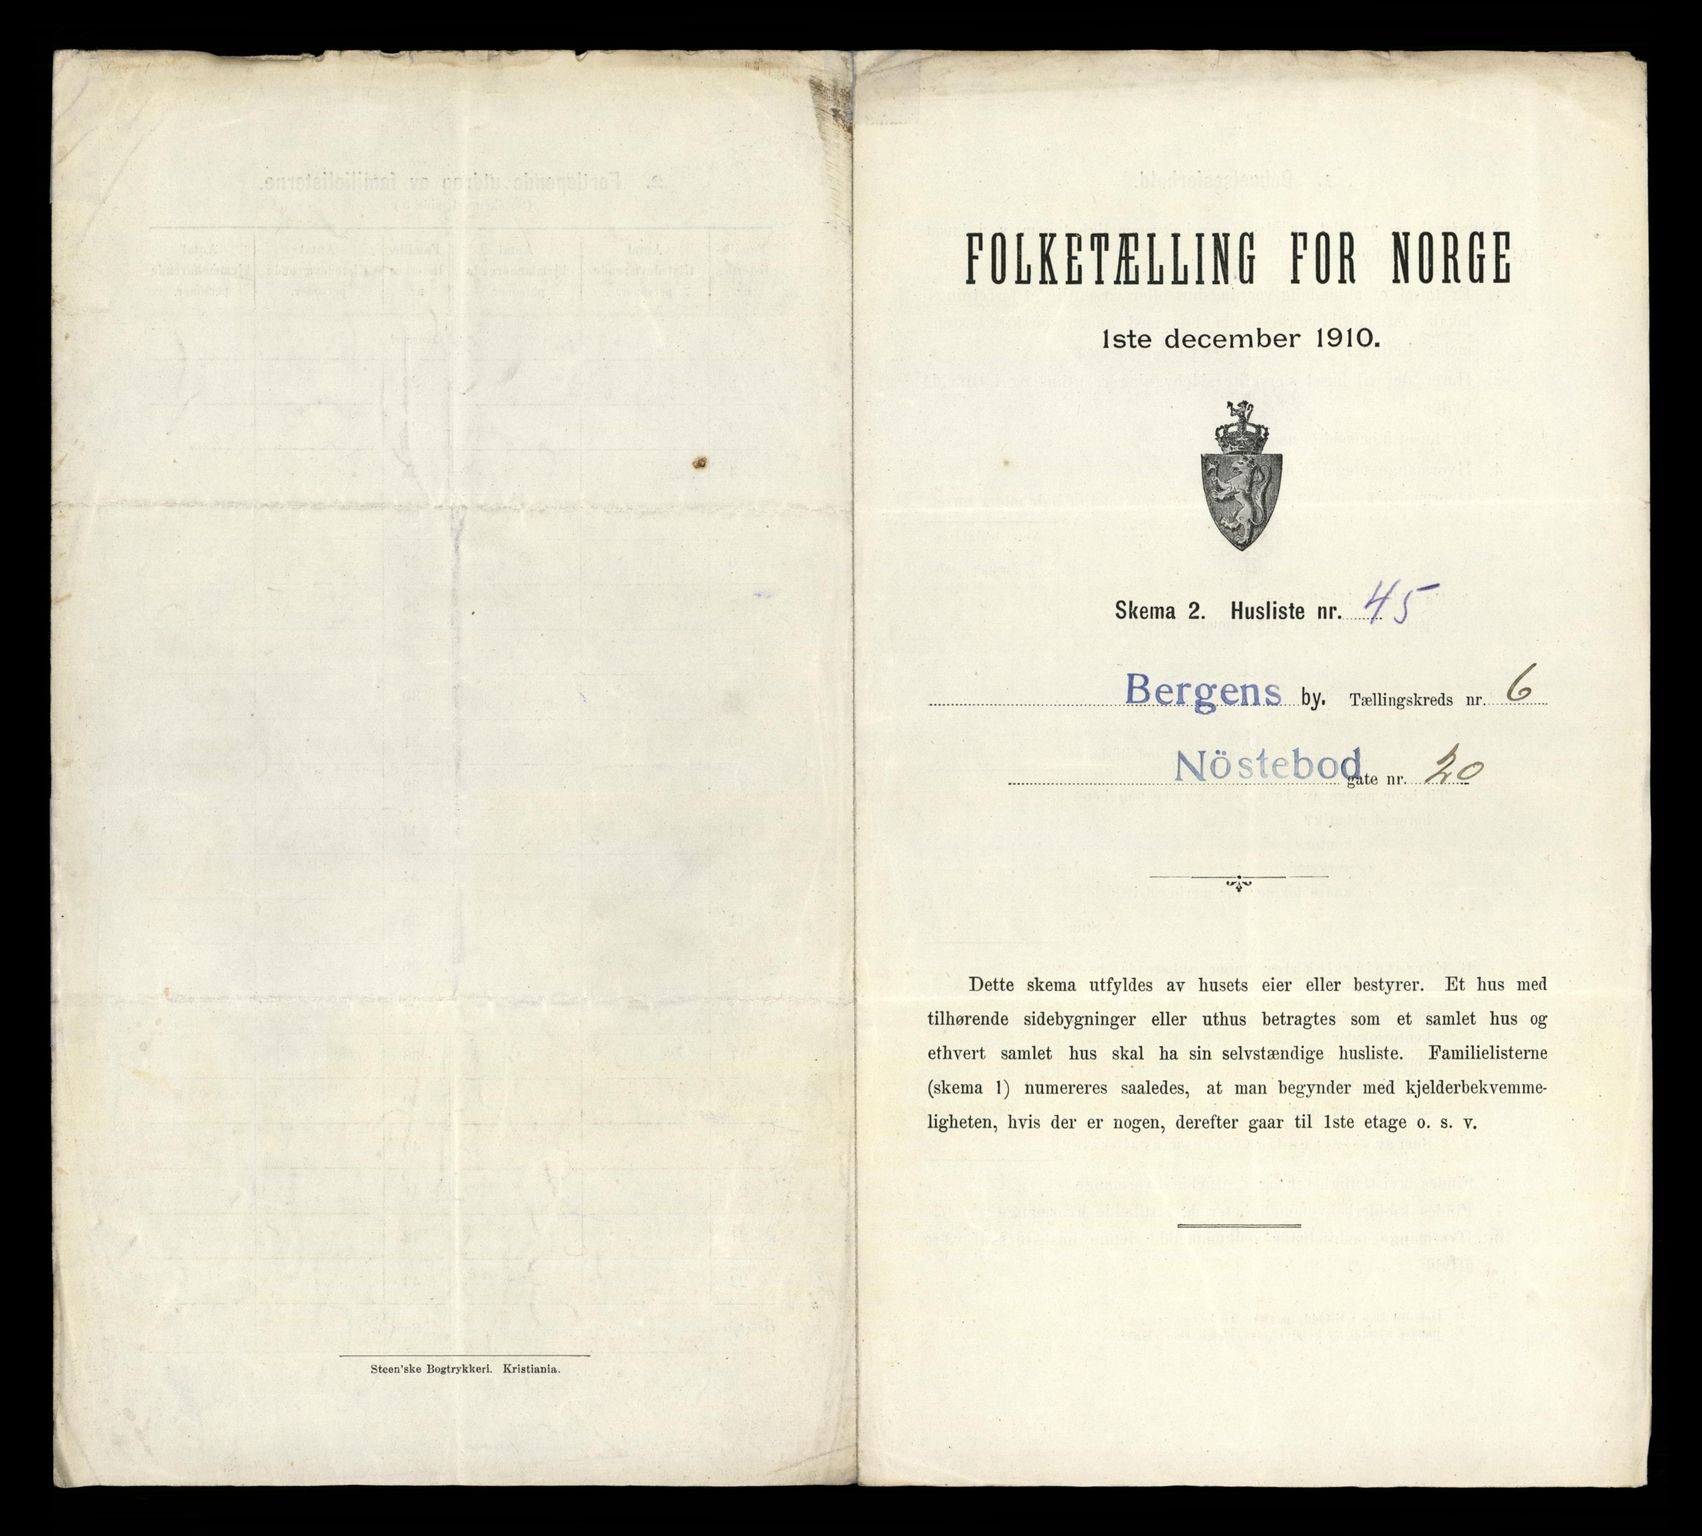 FOLKETÆLLING FOR NORGE
1ste december 1910.
Skema 2. Husliste nr. 45
Bergens by. Tællingskreds nr. 6
Nöstebod gate nr. 20
Dette skema utfyldes av husets eier eller bestyrer. Et hus med
tilhørende sidebygninger eller uthus betragtes som et samlet hus og
ethvert samlet hus skal ha sin selvstændige husliste. Familielisterne
(skema 1) numereres saaledes, at man begynder med kjelderbekvemme-
ligheten, hvis der er nogen, derefter gaar til 1ste etage o. s. v.
Steen'ske Bogtrykkeri. Kristiania.